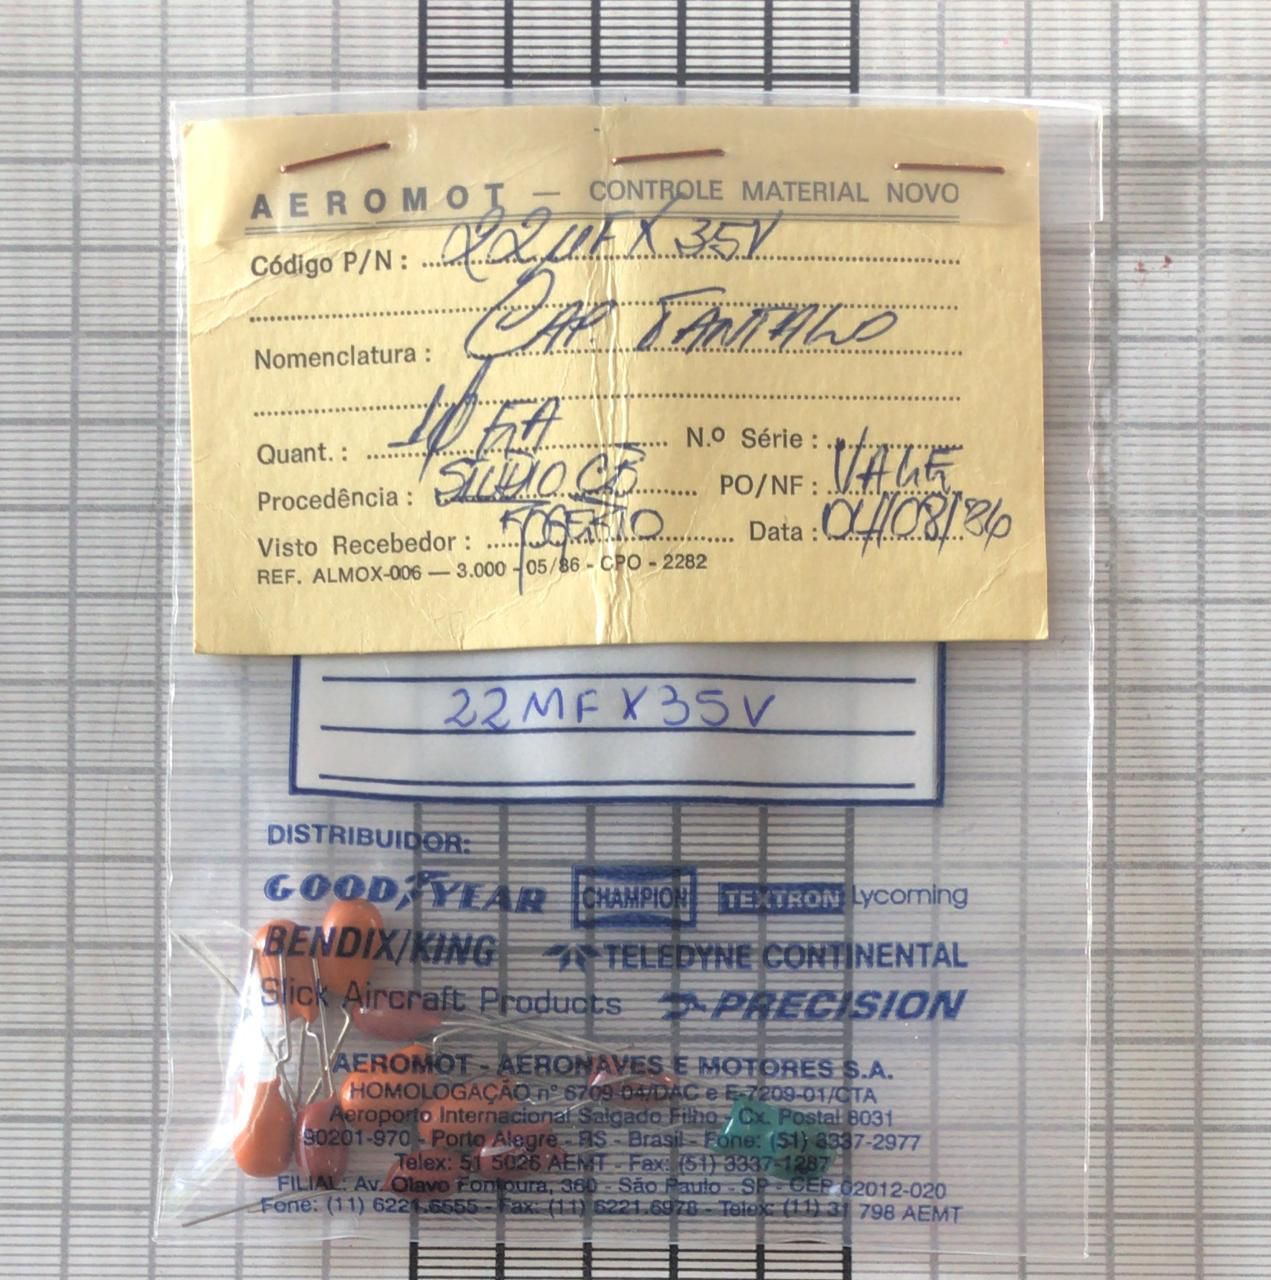 AEROMOT — CONTROLE MATERIAL NOVO
Código P/N: 22 UF X 35V
Nomenclatura: CAP. TANTALO
Quant.: 10 EA N.º Série:
Procedência: PO/NF: VALE
Visto Recebedor: Data: 04/08/86
REF. ALMOX-006 — 3.000 - 05/86 - CPO - 2282
22MF X 35V
DISTRIBUIDOR:
GOODYEAR CHAMPION TEXTRON Lycoming
BENDIX/KING TELEDYNE CONTINENTAL
Slick Aircraft Products PRECISION
AEROMOT - AERONAVES E MOTORES S.A.
HOMOLOGAÇÃO nº 6709-04/DAC e E-7209-01/CTA
Aeroporto Internacional Salgado Filho - Cx. Postal 8031
90201-970 - Porto Alegre - RS - Brasil - Fone: (51) 3337-2977
Telex: 51 5026 AEMT - Fax: (51) 3337-1287
FILIAL: Av. Olavo Fontoura, 360 - São Paulo - SP - CEP 02012-020
Fone: (11) 6221.6555 - Fax: (11) 6221.6978 - Telex: (11) 31 798 AEMT